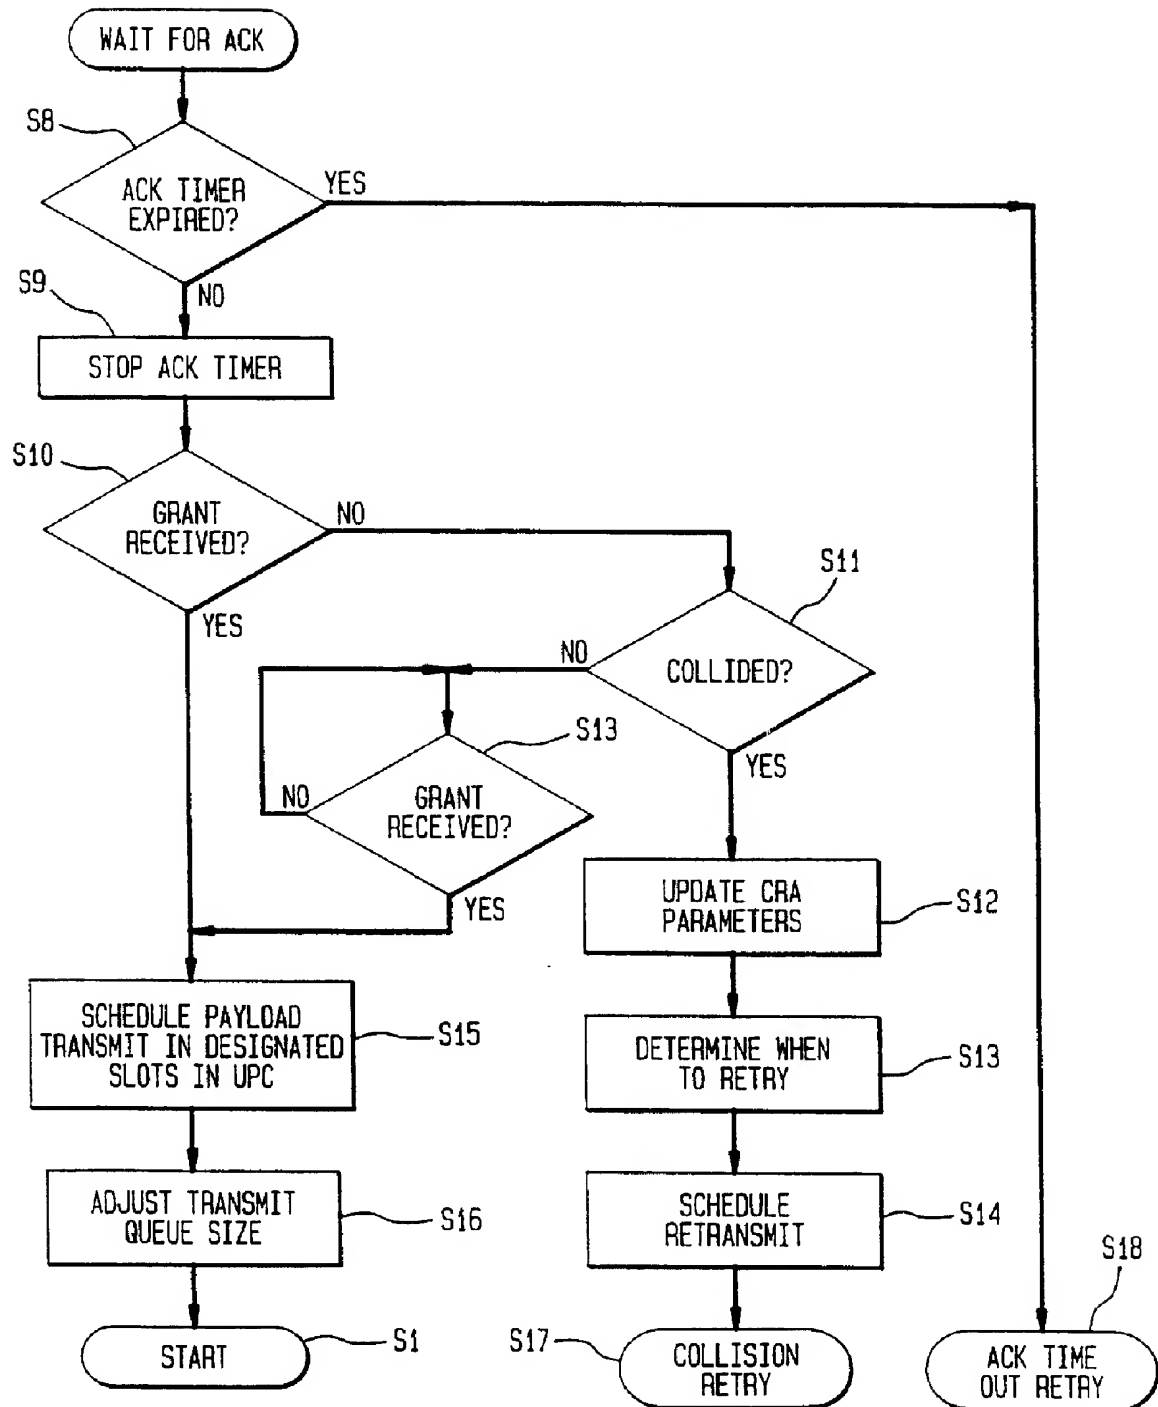 WAIT FOR ACK
S8
ACK TIMER
EXPIRED?
YES
NO
S9
STOP ACK TIMER
S10
GRANT
RECEIVED?
NO
YES
S11
COLLIDED?
NO
YES
S13
GRANT
RECEIVED?
NO
YES
UPDATE CRA
PARAMETERS
S12
SCHEDULE PAYLOAD
TRANSMIT IN DESIGNATED
SLOTS IN UPC
S15
DETERMINE WHEN
TO RETRY
S13
ADJUST TRANSMIT
QUEUE SIZE
S16
SCHEDULE
RETRANSMIT
S14
START
S1
S17
COLLISION
RETRY
S18
ACK TIME
OUT RETRY